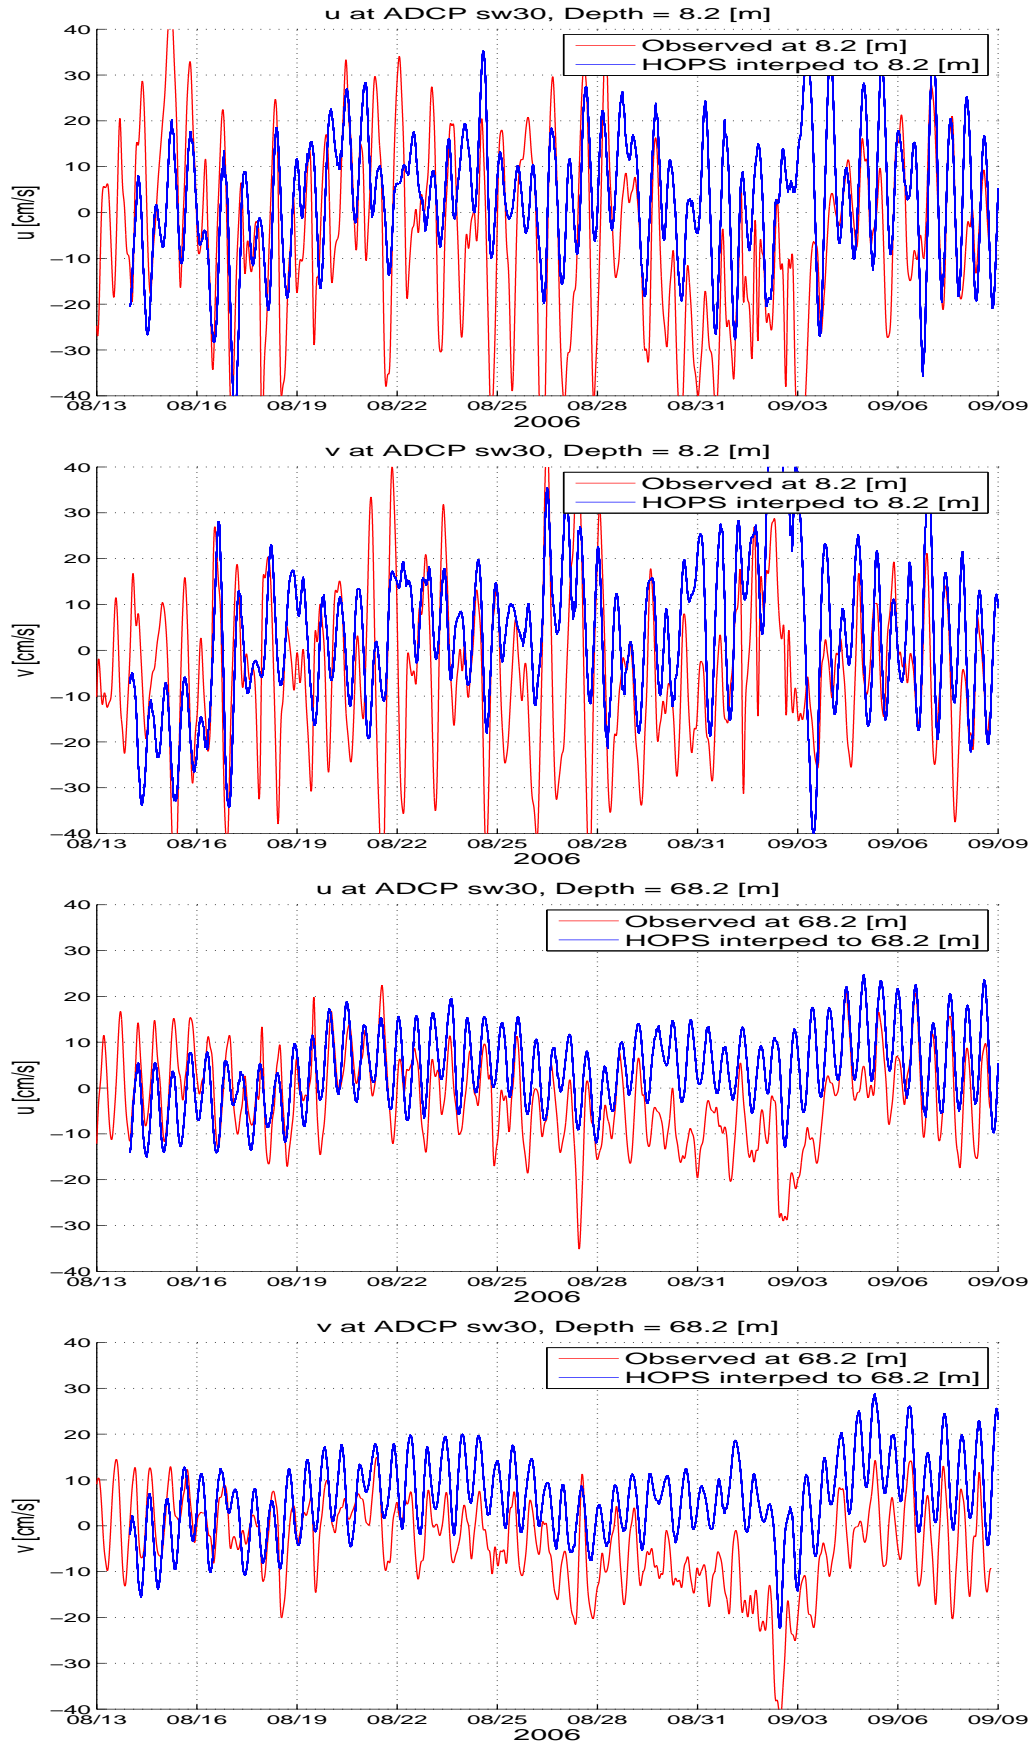 u at ADCP sw30, Depth = 8.2 [m]
Observed at 8.2 [m]
HOPS interped to 8.2 [m]
u [cm/s]
40
30
20
10
0
−10
−20
−30
−40
08/13 08/16 08/19 08/22 08/25 08/28 08/31 09/03 09/06 09/09
2006
v at ADCP sw30, Depth = 8.2 [m]
Observed at 8.2 [m]
HOPS interped to 8.2 [m]
v [cm/s]
40
30
20
10
0
−10
−20
−30
−40
08/13 08/16 08/19 08/22 08/25 08/28 08/31 09/03 09/06 09/09
2006
u at ADCP sw30, Depth = 68.2 [m]
Observed at 68.2 [m]
HOPS interped to 68.2 [m]
u [cm/s]
40
30
20
10
0
−10
−20
−30
−40
08/13 08/16 08/19 08/22 08/25 08/28 08/31 09/03 09/06 09/09
2006
v at ADCP sw30, Depth = 68.2 [m]
Observed at 68.2 [m]
HOPS interped to 68.2 [m]
v [cm/s]
40
30
20
10
0
−10
−20
−30
−40
08/13 08/16 08/19 08/22 08/25 08/28 08/31 09/03 09/06 09/09
2006